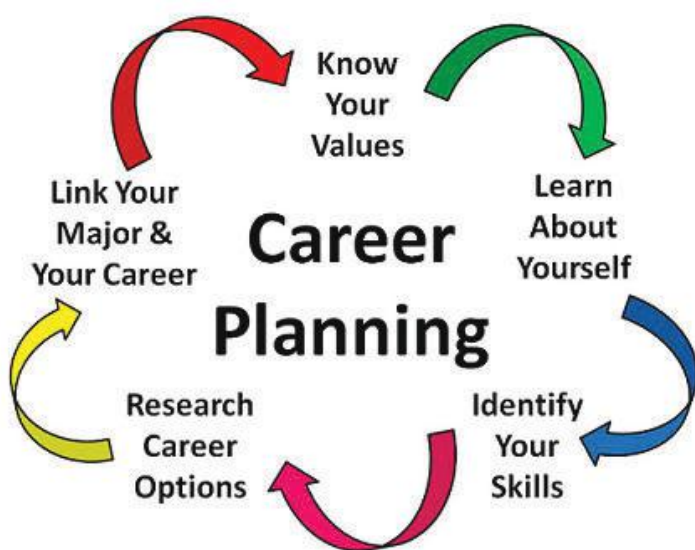 Career
Planning
Know
Your
Values
Learn
About
Yourself
Identify
Your
Skills
Research
Career
Options
Link Your
Major &
Your Career